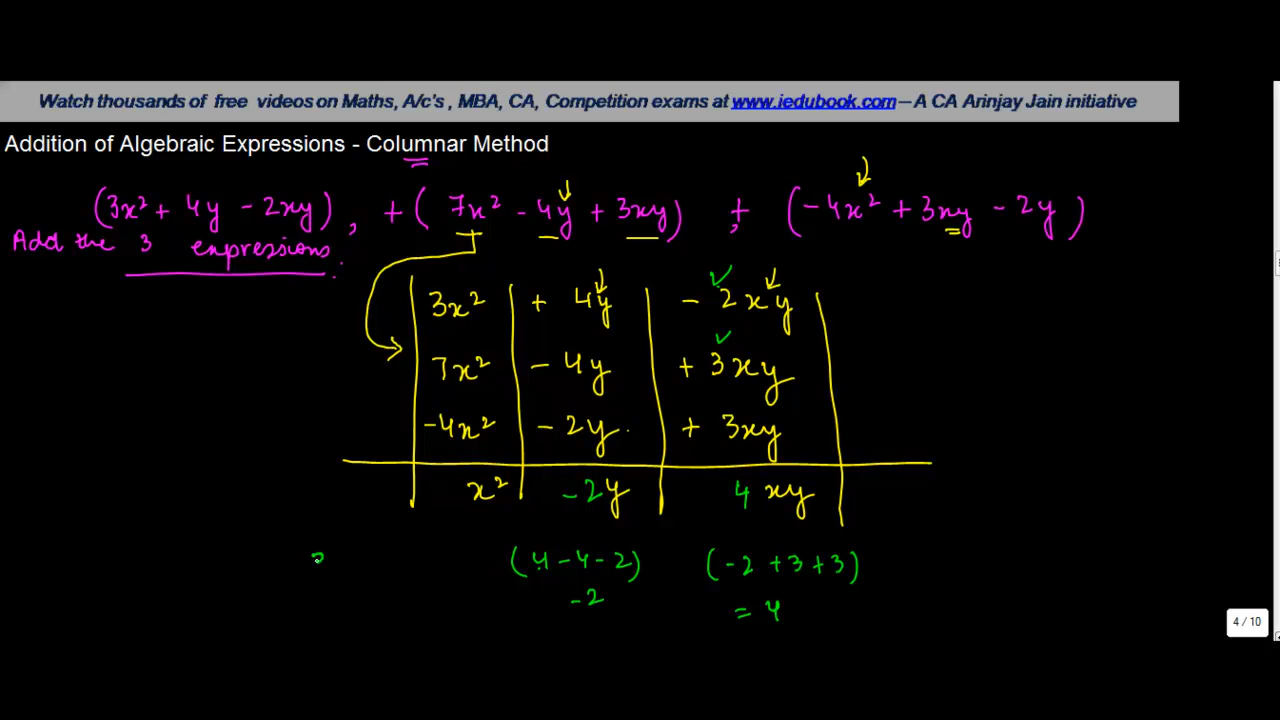 Watch thousands of free videos on Maths, A/c's , MBA, CA, Competition exams at www.iedubook.com—A CA Arinjay Jain initiative
Addition of Algebraic Expressions - Columnar Method
(3x² + 4y - 2xy), + (7x² - 4y + 3xy), + (-4x² + 3xy - 2y)
Add the 3 expressions.
3x² + 4y - 2xy
7x² - 4y + 3xy
-4x² - 2y + 3xy
x² -2y 4xy
(4 - 4 - 2) (-2 + 3 + 3)
-2 = 4
4 / 10